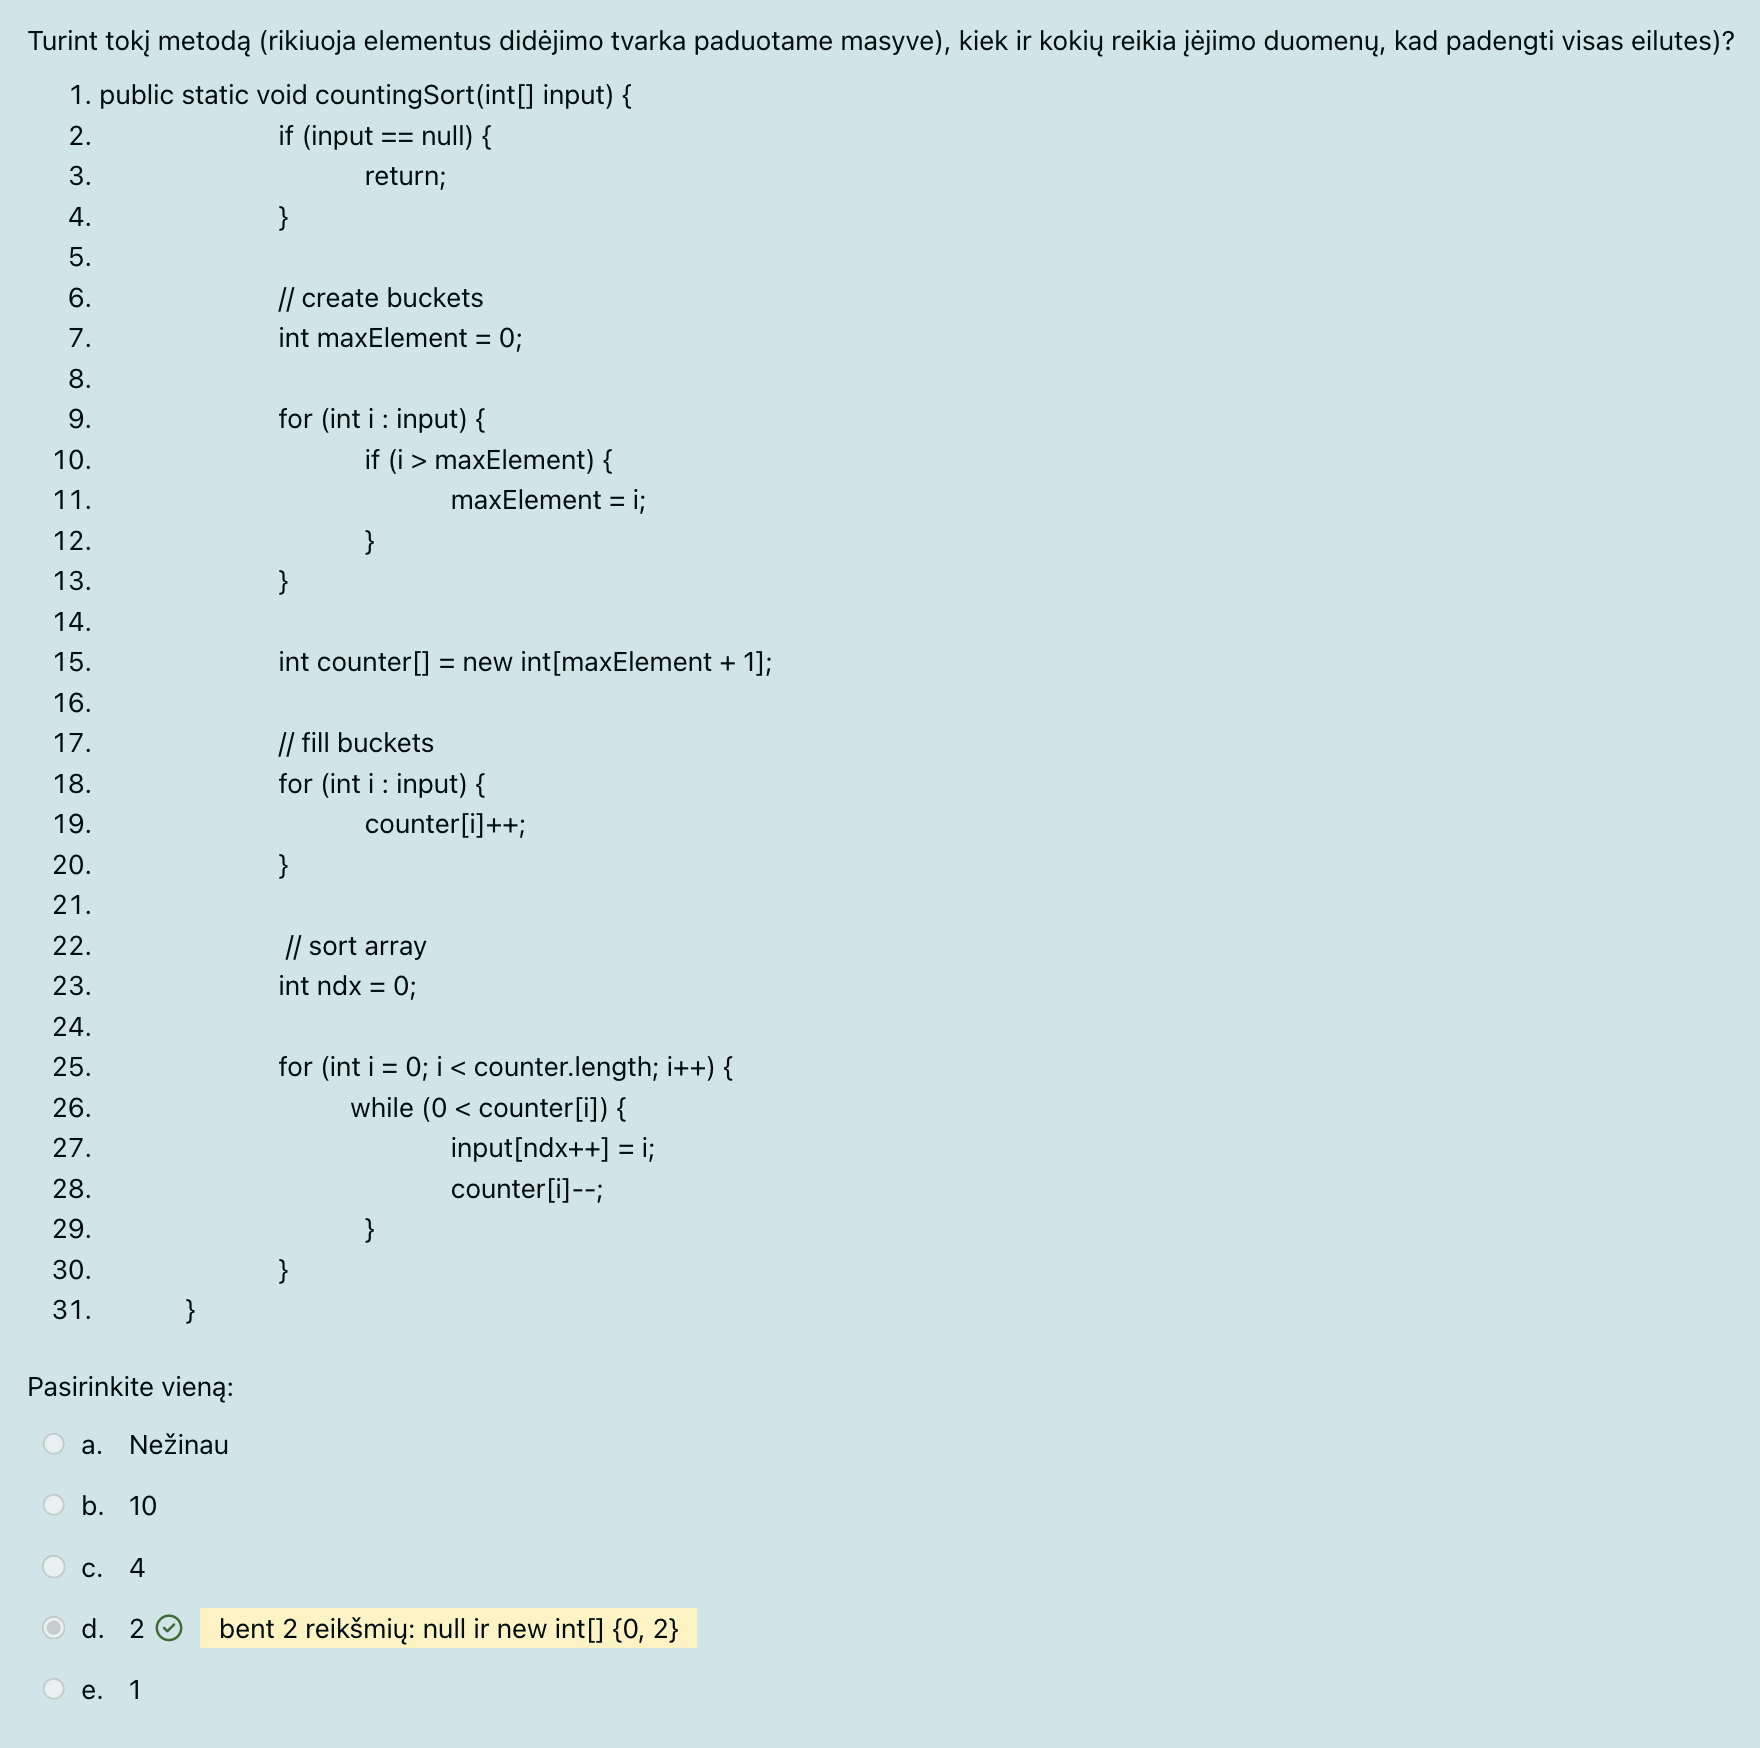 Turint tokį metodą (rikiuoja elementus didėjimo tvarka paduotame masyve), kiek ir kokių reikia įėjimo duomenų, kad padengti visas eilutes)?
1. public static void countingSort(int[] input) {
2. if (input == null) {
3. return;
4. }
5.
6. // create buckets
7. int maxElement = 0;
8.
9. for (int i : input) {
10. if (i > maxElement) {
11. maxElement = i;
12. }
13. }
14.
15. int counter[] = new int[maxElement + 1];
16.
17. // fill buckets
18. for (int i : input) {
19. counter[i]++;
20. }
21.
22. // sort array
23. int ndx = 0;
24.
25. for (int i = 0; i < counter.length; i++) {
26. while (0 < counter[i]) {
27. input[ndx++] = i;
28. counter[i]--;
29. }
30. }
31. }
Pasirinkite vieną:
a. Nežinau
b. 10
c. 4
d. 2 bent 2 reikšmių: null ir new int[] {0, 2}
e. 1